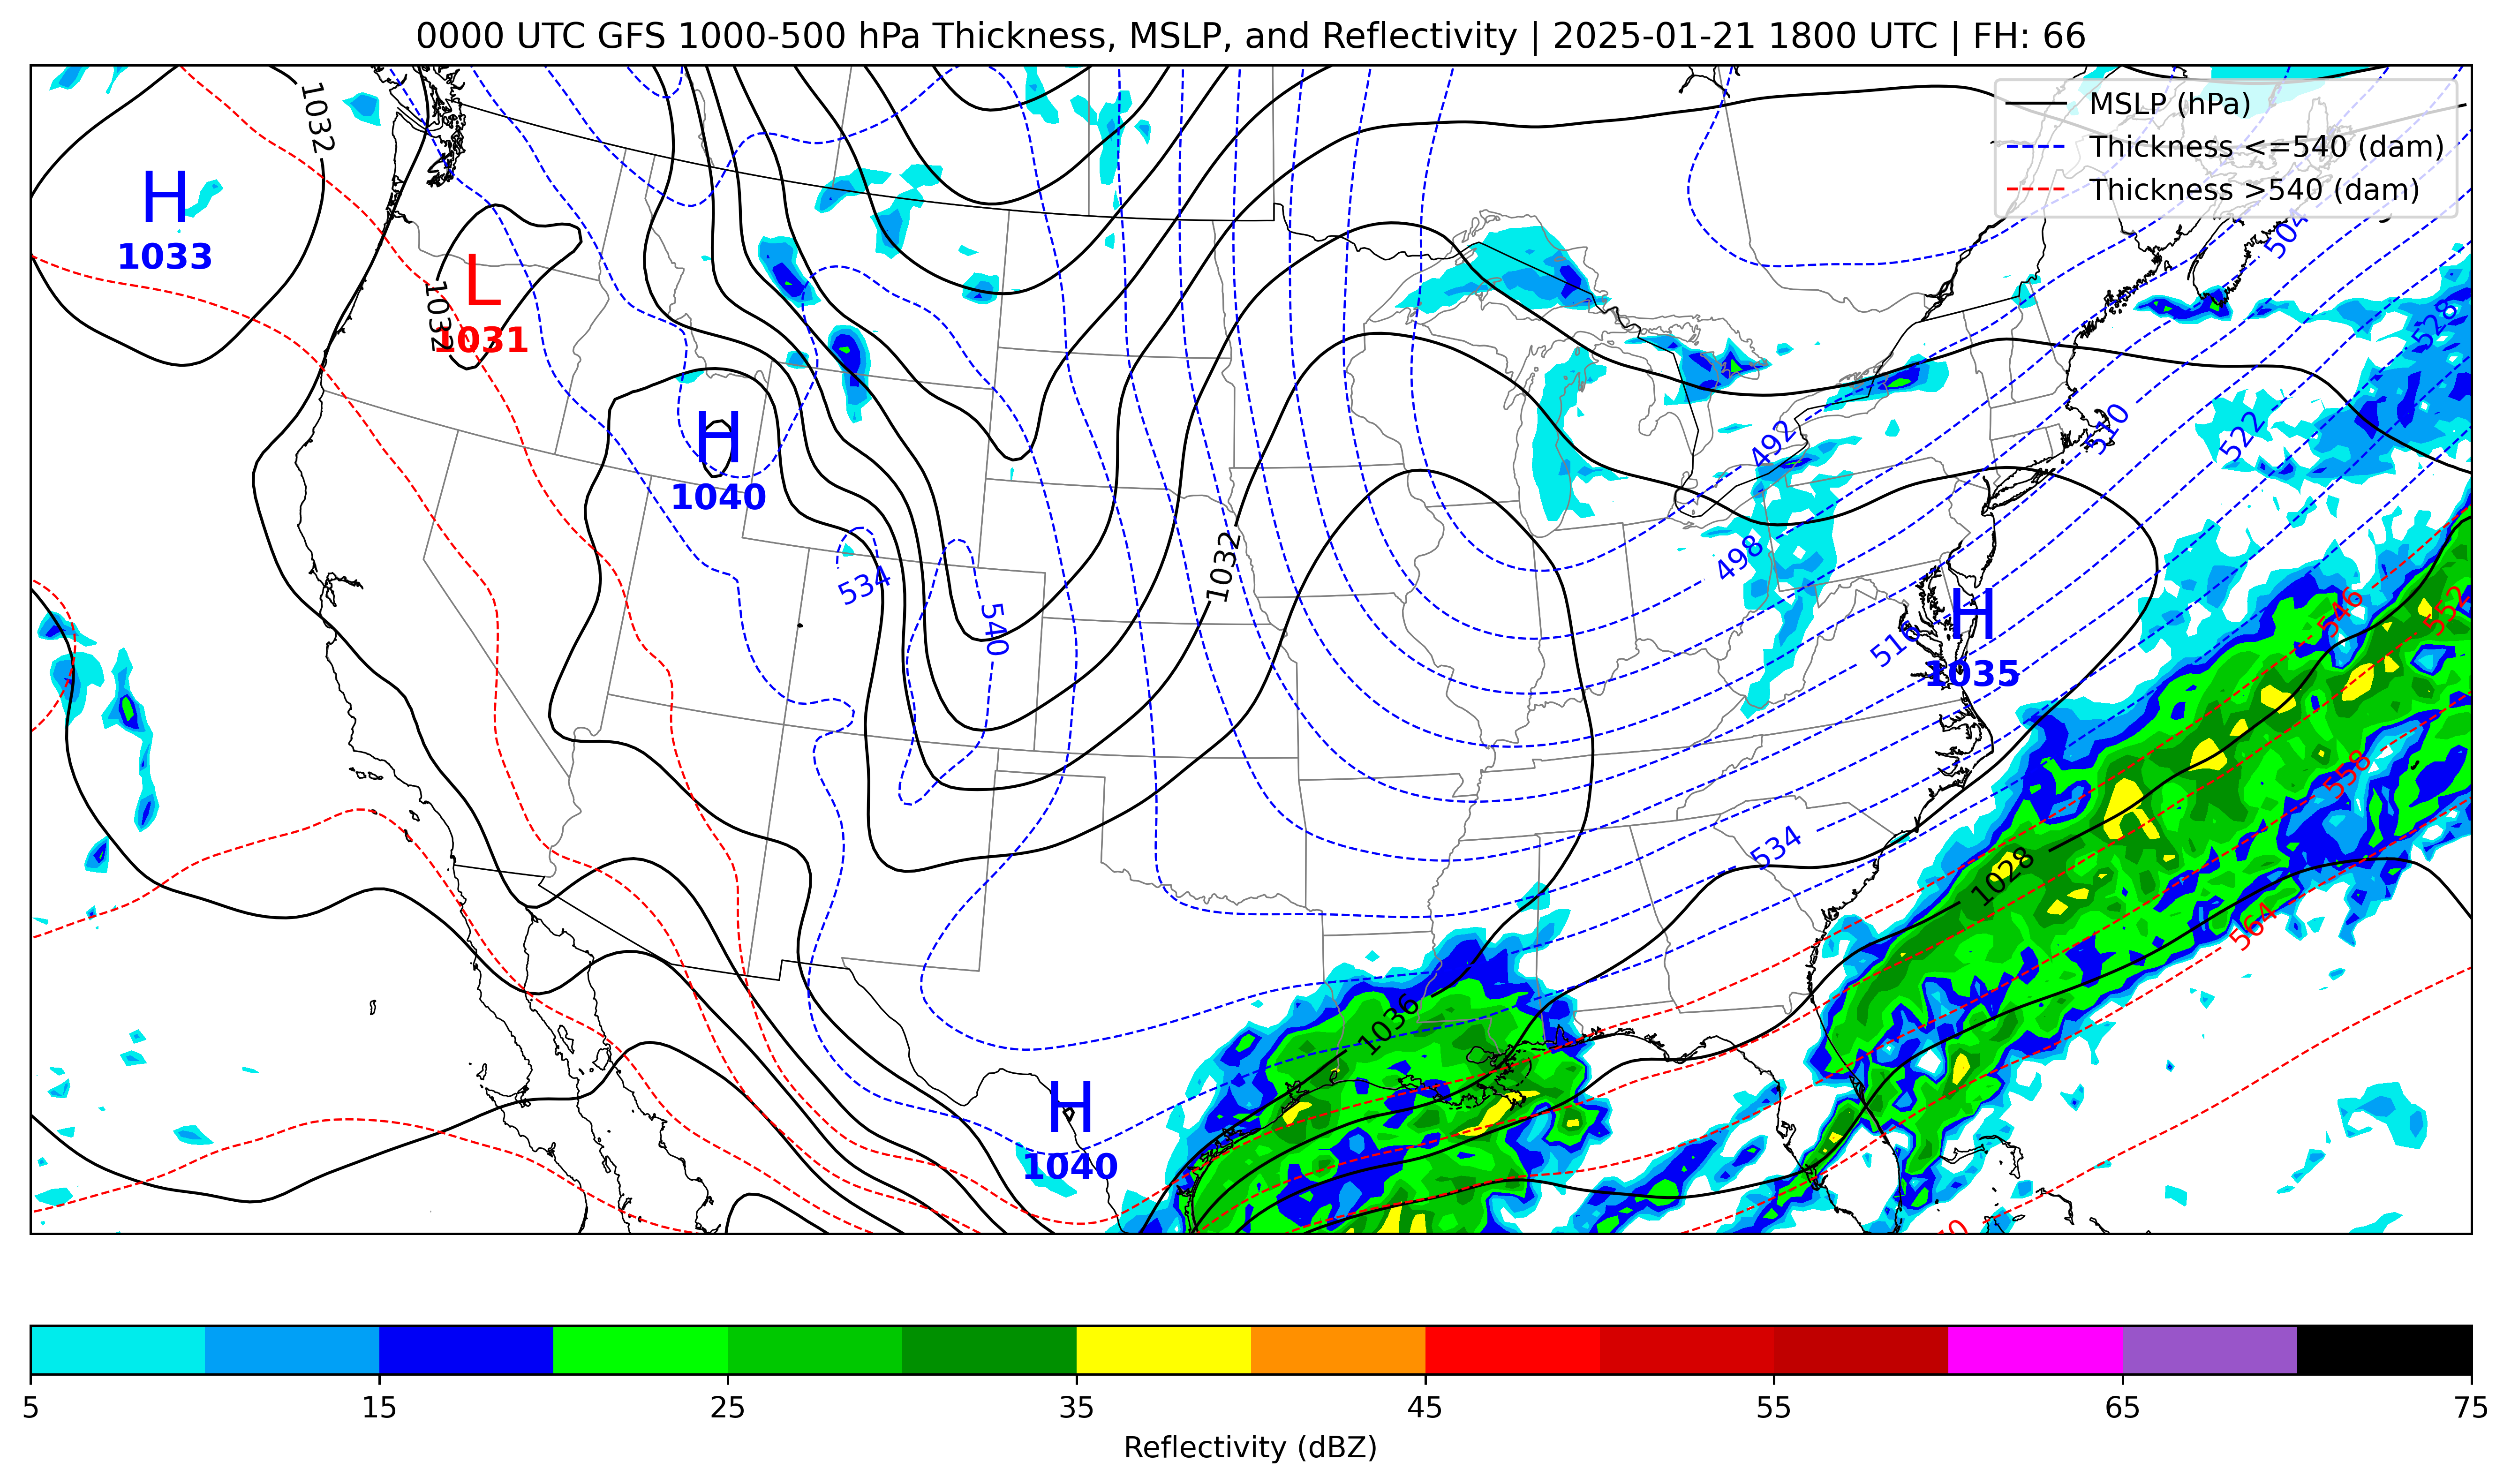 0000 UTC GFS 1000-500 hPa Thickness, MSLP, and Reflectivity | 2025-01-21 1800 UTC | FH: 66
MSLP (hPa)
Thickness <=540 (dam)
Thickness >540 (dam)
1032
H
1033
L
1031
1032
504
528
H
1040
492
510
522
498
1032
534
540
516
H
1035
546
552
558
534
1028
564
1036
H
1040
5 15 25 35 45 55 65 75
Reflectivity (dBZ)